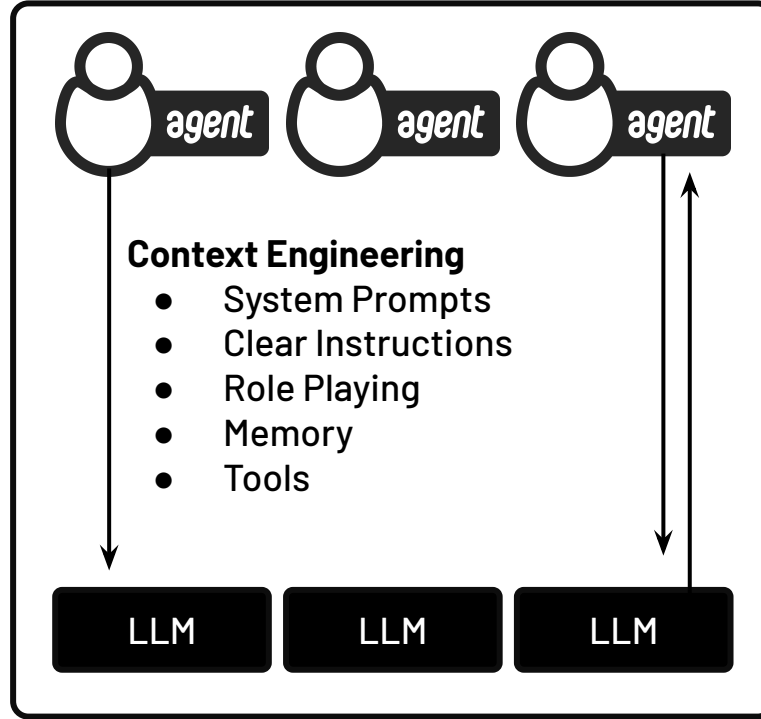 agent agent agent
Context Engineering
● System Prompts
● Clear Instructions
● Role Playing
● Memory
● Tools
LLM LLM LLM